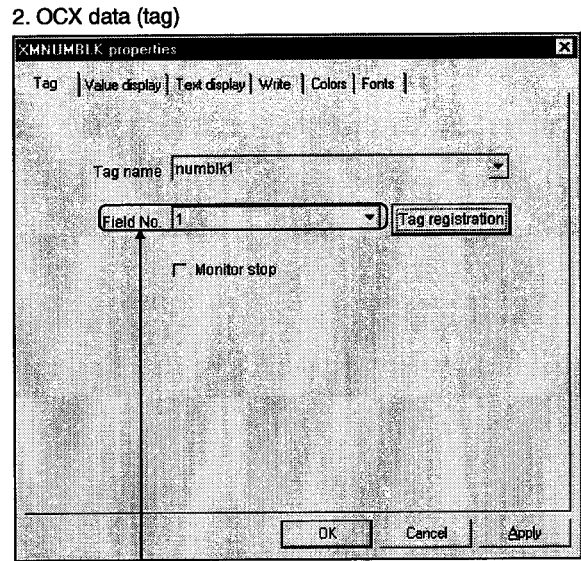 2. OCX data (tag)
XMNUMBLK properties
Tag Value display Text display Write Colors Fonts
Tag name numblk1
Field No. 1 Tag registration
Monitor stop
OK Cancel Apply